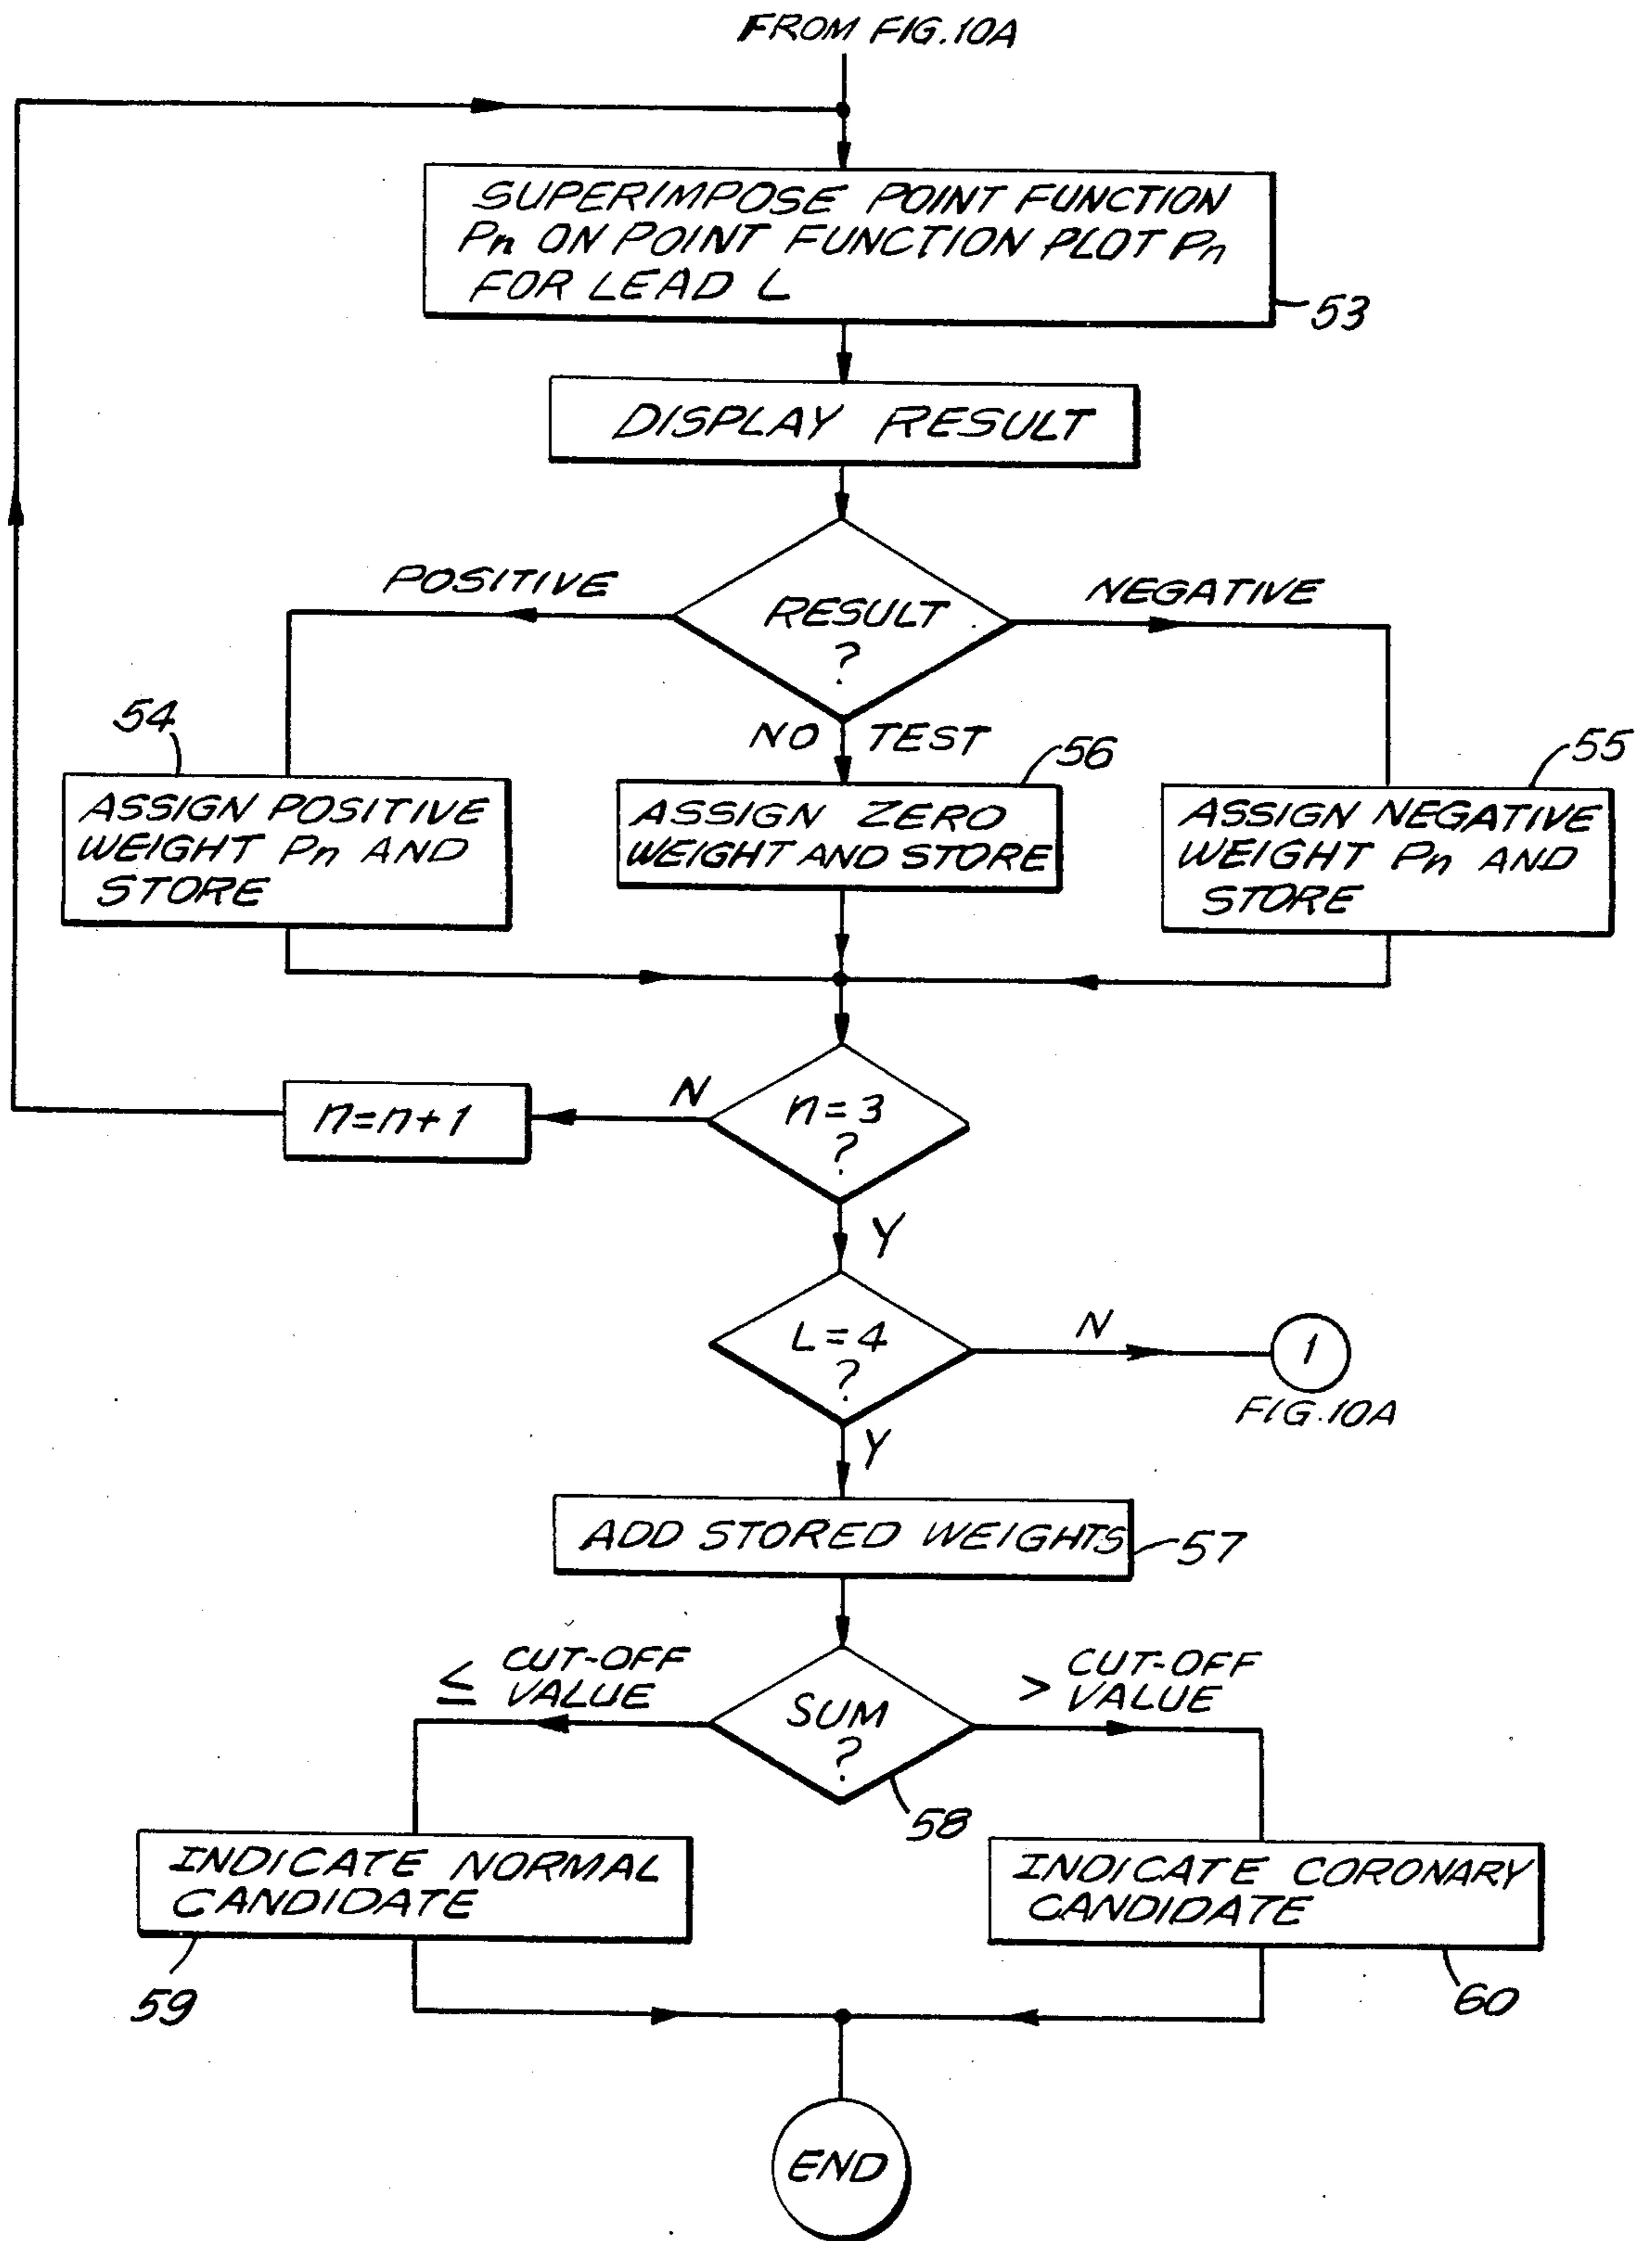 FROM FIG.10A
SUPERIMPOSE POINT FUNCTION
Pn ON POINT FUNCTION PLOT Pn
FOR LEAD L
53
DISPLAY RESULT
POSITIVE
RESULT
?
NEGATIVE
NO TEST
54
56
55
ASSIGN POSITIVE
WEIGHT Pn AND
STORE
ASSIGN ZERO
WEIGHT AND STORE
ASSIGN NEGATIVE
WEIGHT Pn AND
STORE
n=n+1
N
n=3
?
Y
L=4
?
N
1
FIG.10A
Y
ADD STORED WEIGHTS
57
≤ CUT-OFF
VALUE
SUM
?
> CUT-OFF
VALUE
58
INDICATE NORMAL
CANDIDATE
59
INDICATE CORONARY
CANDIDATE
60
END